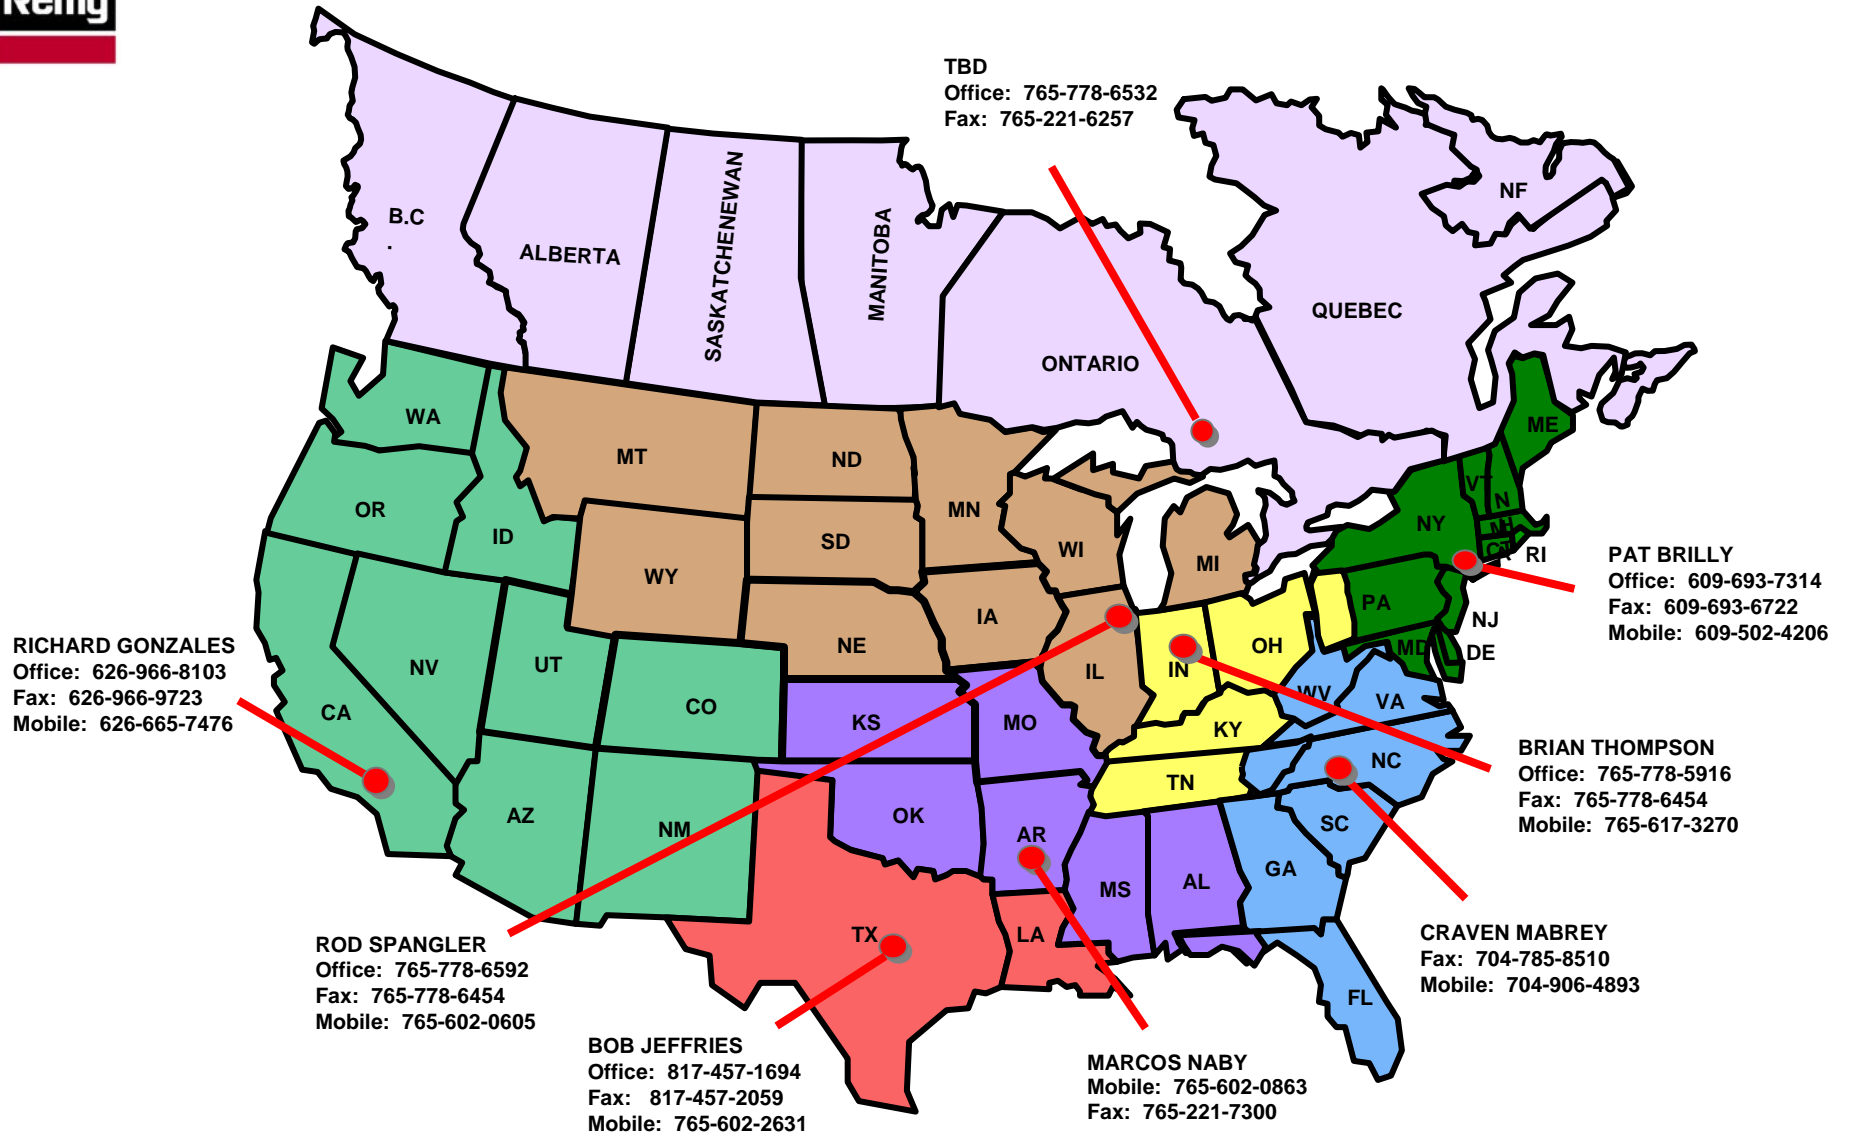 Remy
TBD
Office: 765-778-6532
Fax: 765-221-6257
B.C
.
ALBERTA
SASKATCHENEWAN
MANITOBA
ONTARIO
QUEBEC
NF
WA
OR
ID
MT
ND
MN
SD
WY
WI
MI
NE
IA
IL
IN
OH
PA
NY
VT
N
H
ME
M
A
CT
RI
NJ
DE
MD
NV
UT
CO
CA
KS
MO
KY
WV
VA
NC
TN
AZ
NM
OK
AR
SC
GA
MS
AL
TX
LA
FL
PAT BRILLY
Office: 609-693-7314
Fax: 609-693-6722
Mobile: 609-502-4206
RICHARD GONZALES
Office: 626-966-8103
Fax: 626-966-9723
Mobile: 626-665-7476
BRIAN THOMPSON
Office: 765-778-5916
Fax: 765-778-6454
Mobile: 765-617-3270
CRAVEN MABREY
Fax: 704-785-8510
Mobile: 704-906-4893
ROD SPANGLER
Office: 765-778-6592
Fax: 765-778-6454
Mobile: 765-602-0605
BOB JEFFRIES
Office: 817-457-1694
Fax: 817-457-2059
Mobile: 765-602-2631
MARCOS NABY
Mobile: 765-602-0863
Fax: 765-221-7300